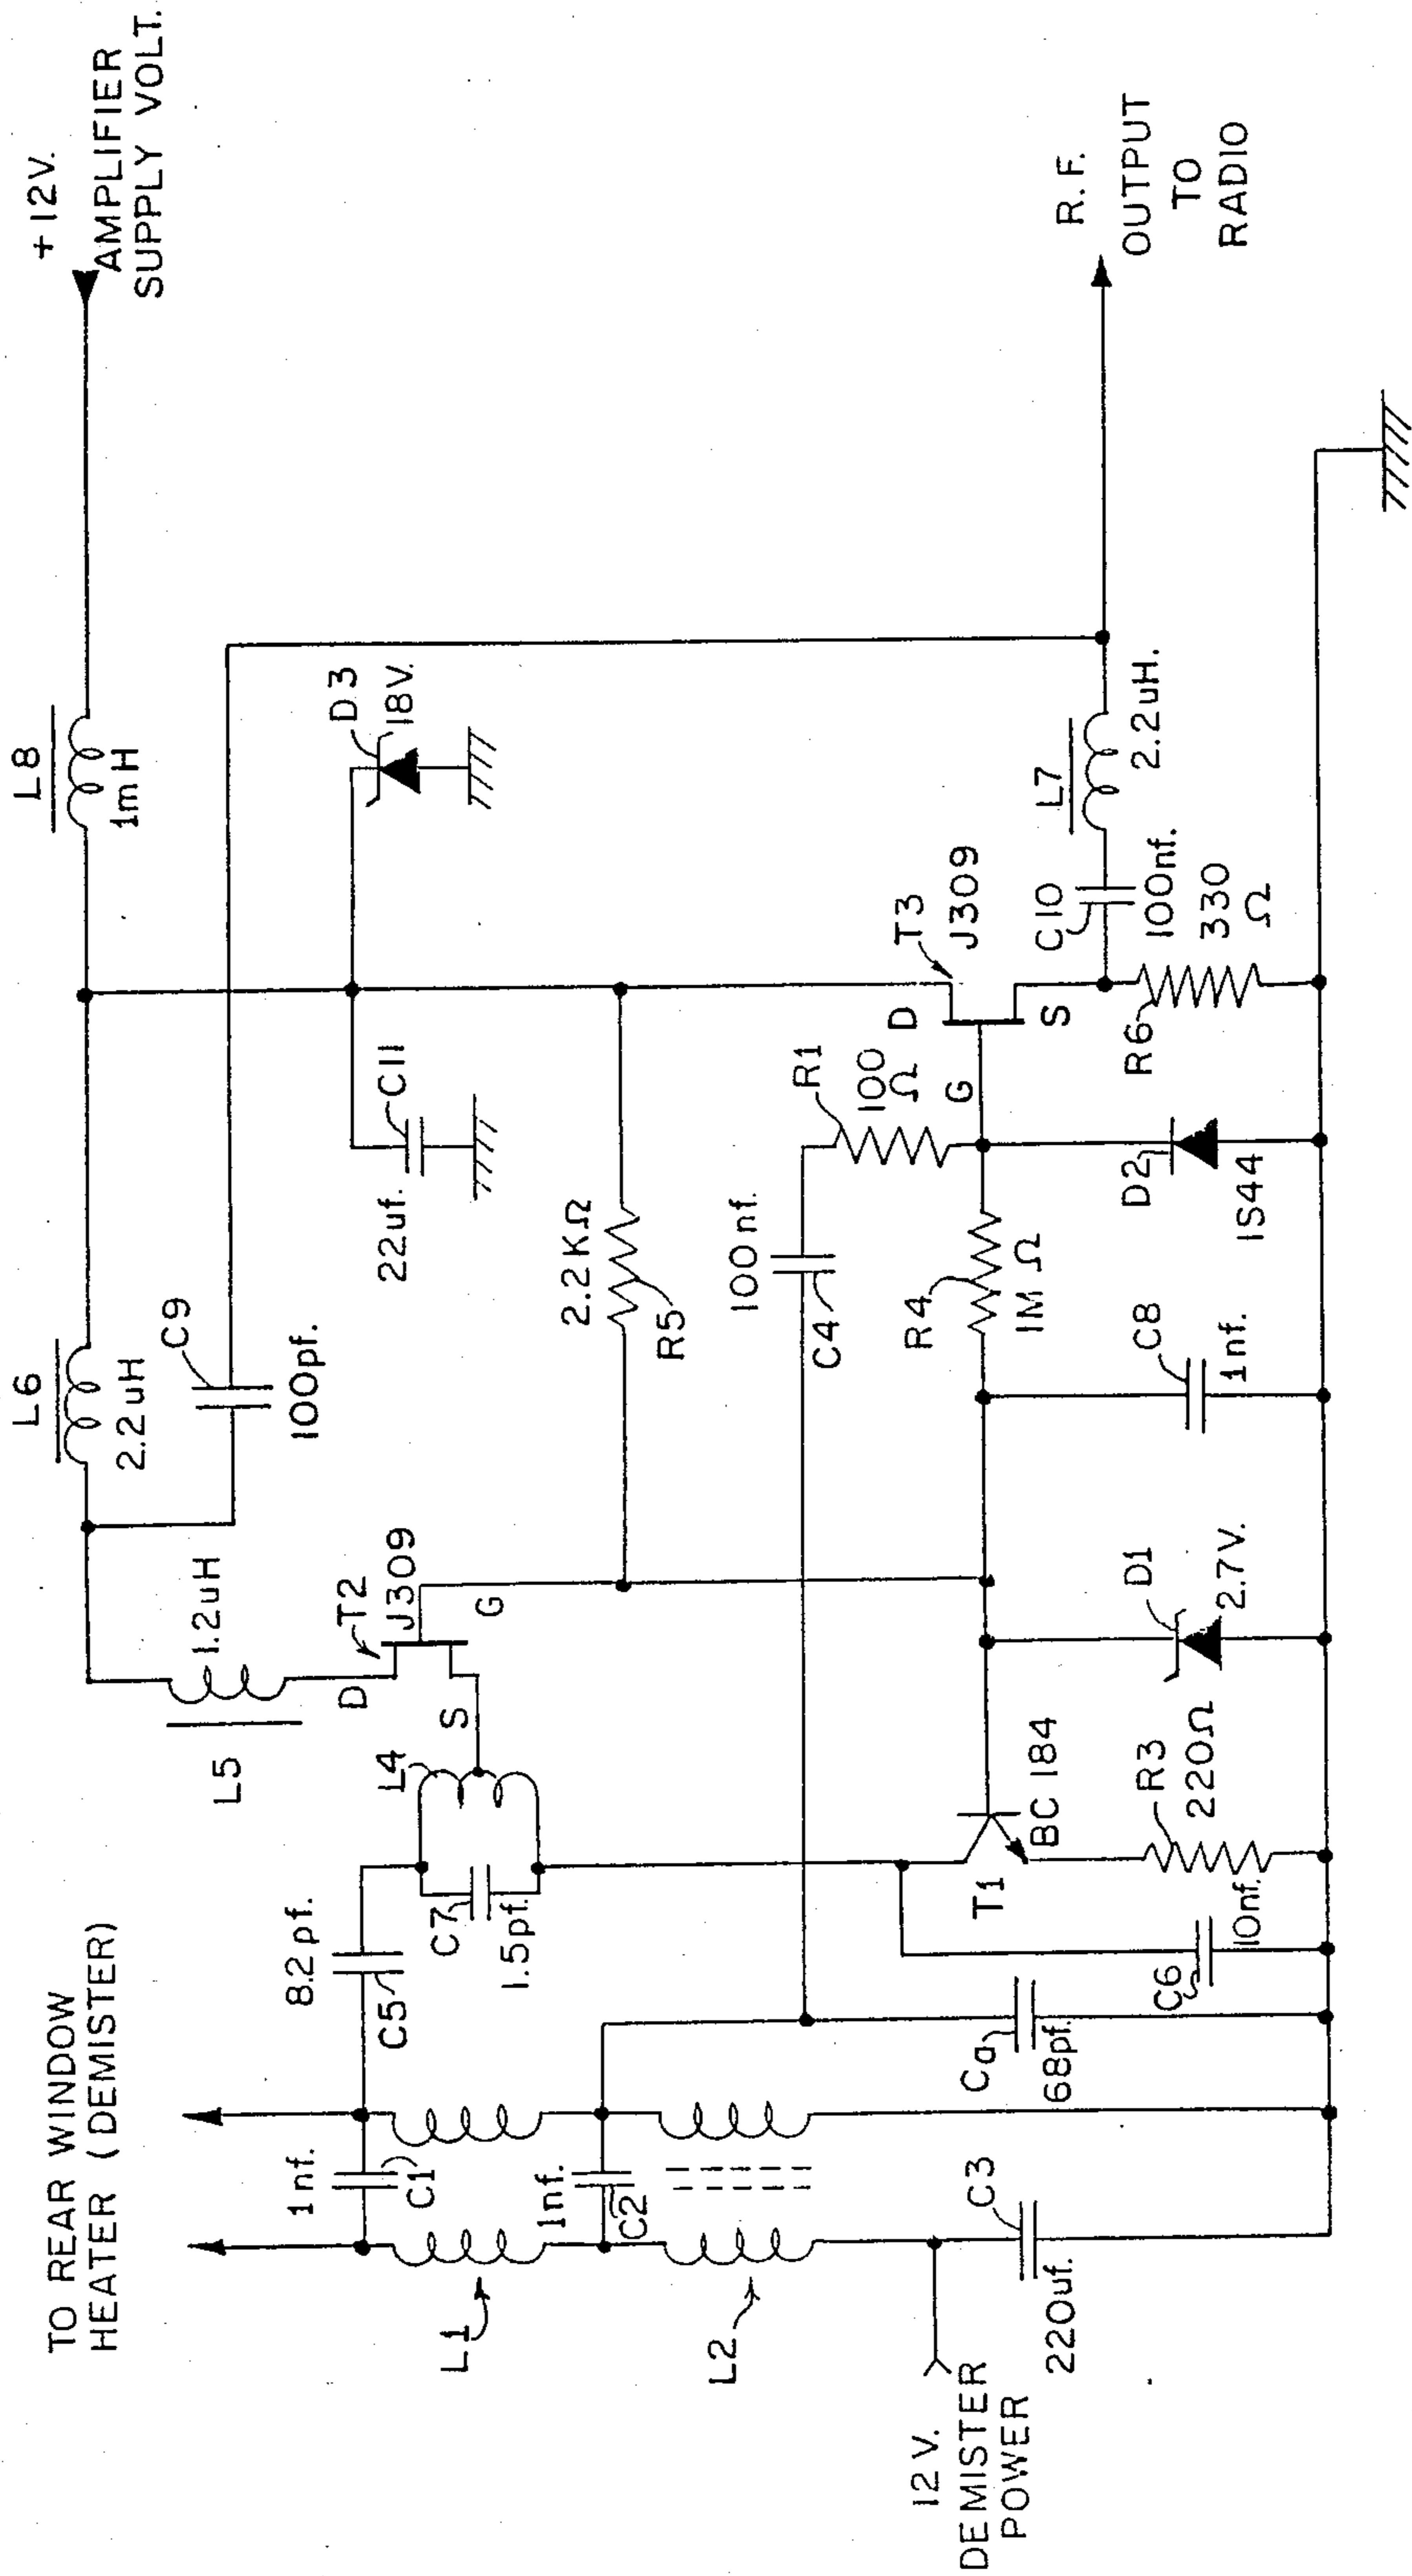 TO REAR WINDOW
HEATER (DEMISTER)
+12V.
AMPLIFIER
SUPPLY VOLT.
L6
2.2uH
L8
1mH
C9
100pf.
L5
1.2uH
D
T2
J309
G
S
L4
C7
1.5pf.
8.2pf.
C5
1nf.
C1
L1
1nf.
C2
L2
12V.
DEMISTER
POWER
C3
220uf.
Ca
68pf.
C6
10nf.
T1
BC184
R3
220Ω
D1
2.7V.
C8
1nf.
R4
1MΩ
100nf.
C4
R1
100
Ω
2.2KΩ
R5
22uf.
C11
D3
18V.
D
G
S
T3
J309
D2
1S44
R6
330
Ω
C10
100nf.
L7
2.2uH.
R.F.
OUTPUT
TO
RADIO